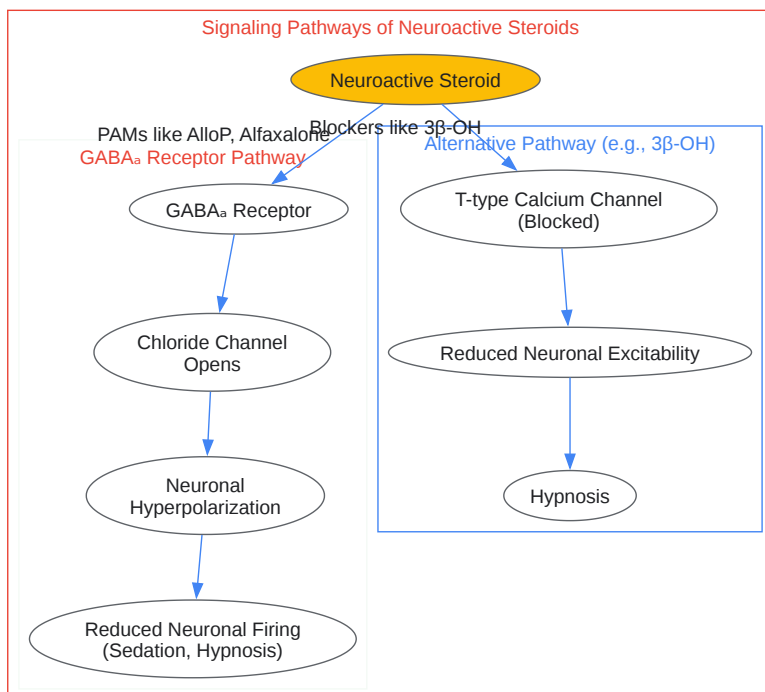 Signaling Pathways of Neuroactive Steroids
Neuroactive Steroid
PAMs like AlloP, Alfaxalone
Blockers like 3β-OH
GABAₐ Receptor Pathway
Alternative Pathway (e.g., 3β-OH)
GABAₐ Receptor
T-type Calcium Channel
(Blocked)
Chloride Channel
Opens
Reduced Neuronal Excitability
Neuronal
Hyperpolarization
Hypnosis
Reduced Neuronal Firing
(Sedation, Hypnosis)